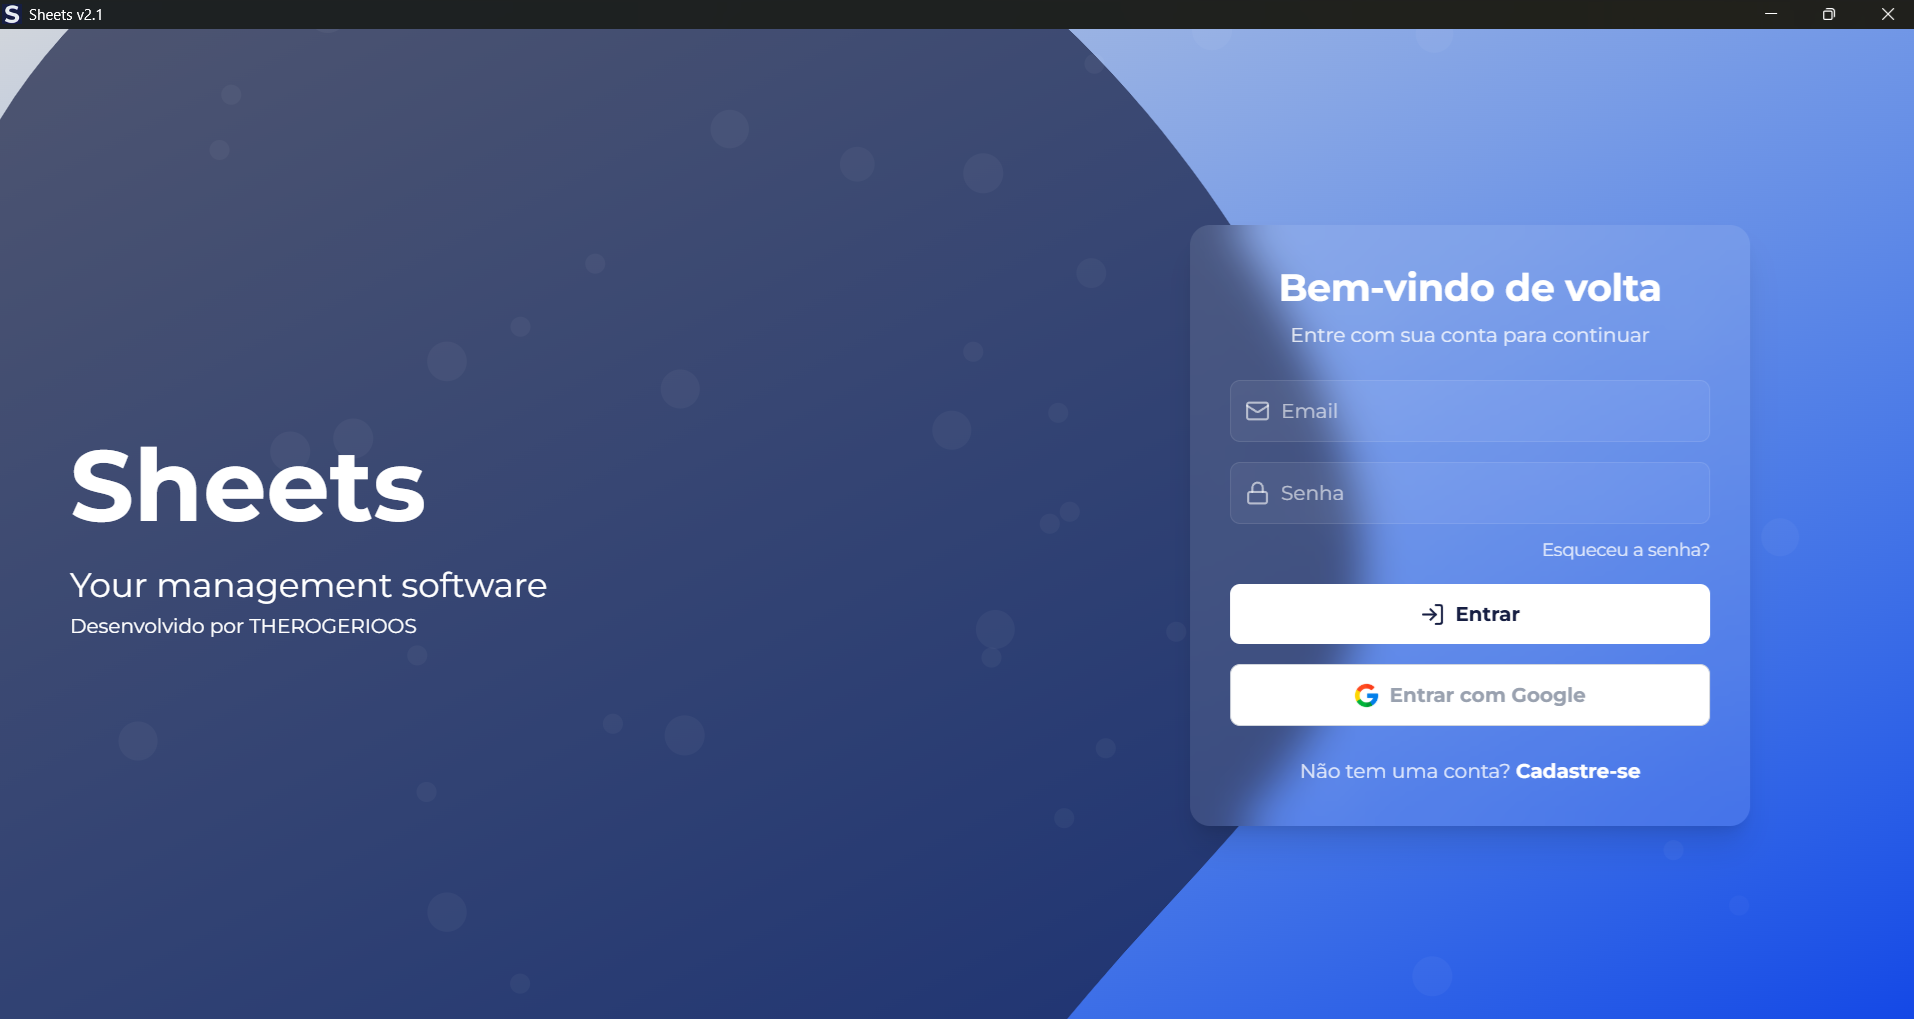 S Sheets v2.1
Sheets
Your management software
Desenvolvido por THEROGERIOOS
Bem-vindo de volta
Entre com sua conta para continuar
Email
Senha
Esqueceu a senha?
Entrar
Entrar com Google
Não tem uma conta? Cadastre-se